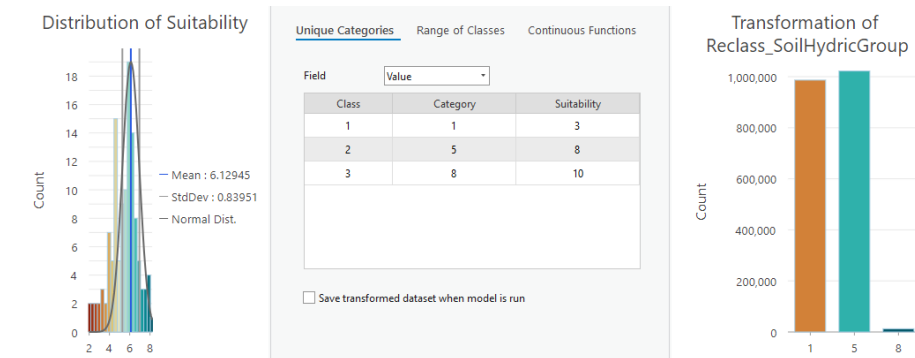 Distribution of Suitability
Count
18
16
14
12
10
8
6
4
2
0
2 4 6 8
Mean : 6.12945
StdDev : 0.83951
Normal Dist.
Unique Categories Range of Classes Continuous Functions
Field Value
Class Category Suitability
1 1 3
2 5 8
3 8 10
Save transformed dataset when model is run
Transformation of
Reclass_SoilHydricGroup
Count
1,000,000
800,000
600,000
400,000
200,000
0
1 5 8